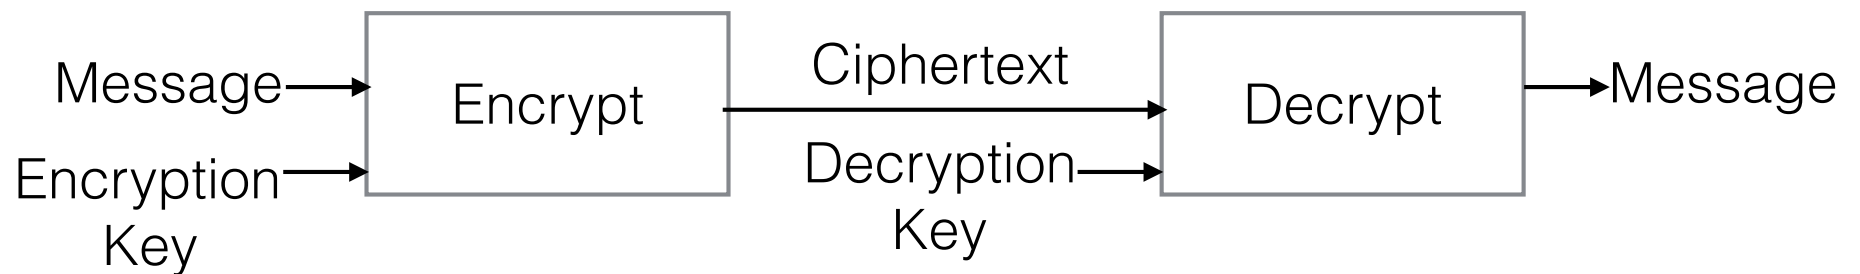 Message
Encryption
Key
Encrypt
Ciphertext
Decryption
Key
Decrypt
Message